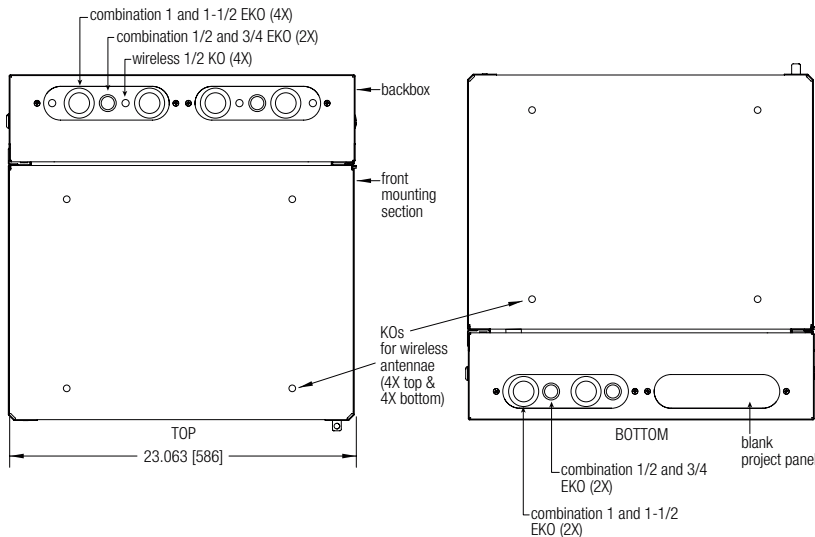 combination 1 and 1-1/2 EKO (4X)
combination 1/2 and 3/4 EKO (2X)
wireless 1/2 KO (4X)
backbox
front
mounting
section
KOs
for wireless
antennae
(4X top &
4X bottom)
TOP
23.063 [586]
BOTTOM
blank
project panel
combination 1/2 and 3/4
EKO (2X)
combination 1 and 1-1/2
EKO (2X)